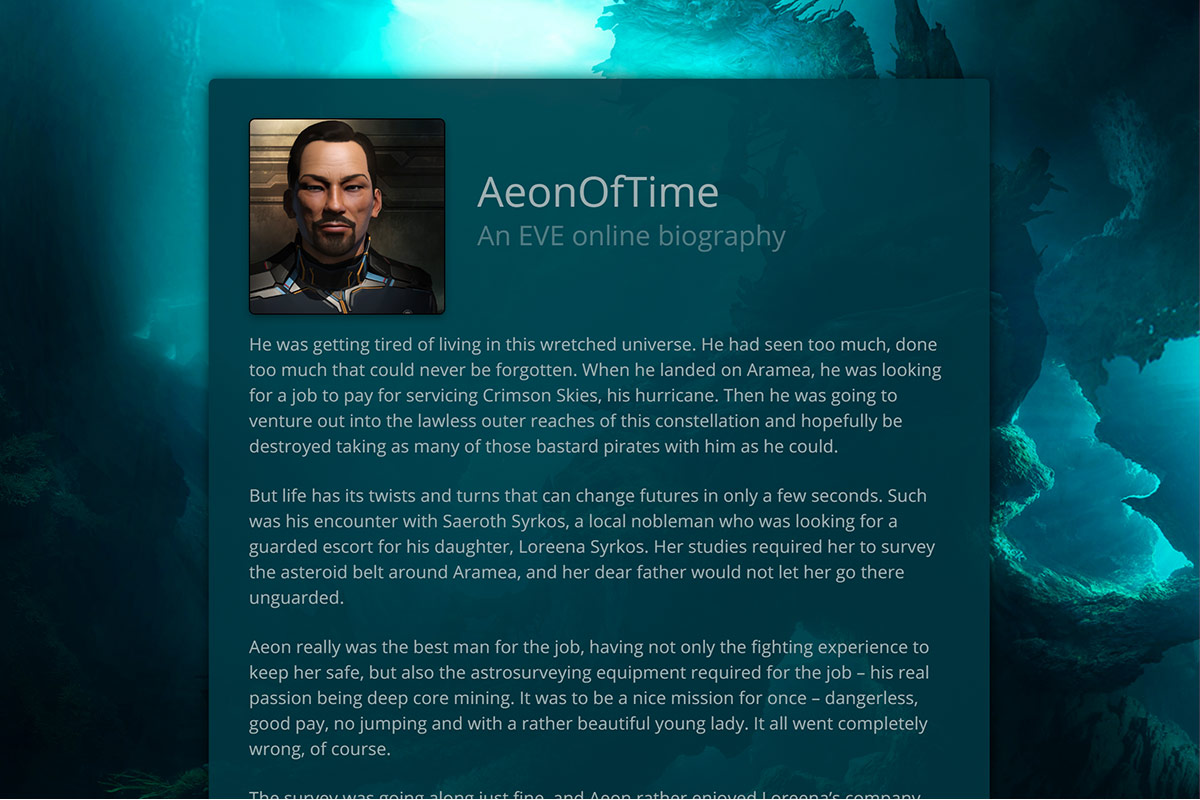 AeonOfTime
An EVE online biography
He was getting tired of living in this wretched universe. He had seen too much, done
too much that could never be forgotten. When he landed on Aramea, he was looking
for a job to pay for servicing Crimson Skies, his hurricane. Then he was going to
venture out into the lawless outer reaches of this constellation and hopefully be
destroyed taking as many of those bastard pirates with him as he could.
But life has its twists and turns that can change futures in only a few seconds. Such
was his encounter with Saeroth Syrkos, a local nobleman who was looking for a
guarded escort for his daughter, Loreena Syrkos. Her studies required her to survey
the asteroid belt around Aramea, and her dear father would not let her go there
unguarded.
Aeon really was the best man for the job, having not only the fighting experience to
keep her safe, but also the astrosurveying equipment required for the job – his real
passion being deep core mining. It was to be a nice mission for once – dangerless,
good pay, no jumping and with a rather beautiful young lady. It all went completely
wrong, of course.
The survey was going along just fine, and Aeon rather enjoyed Loreena's company.